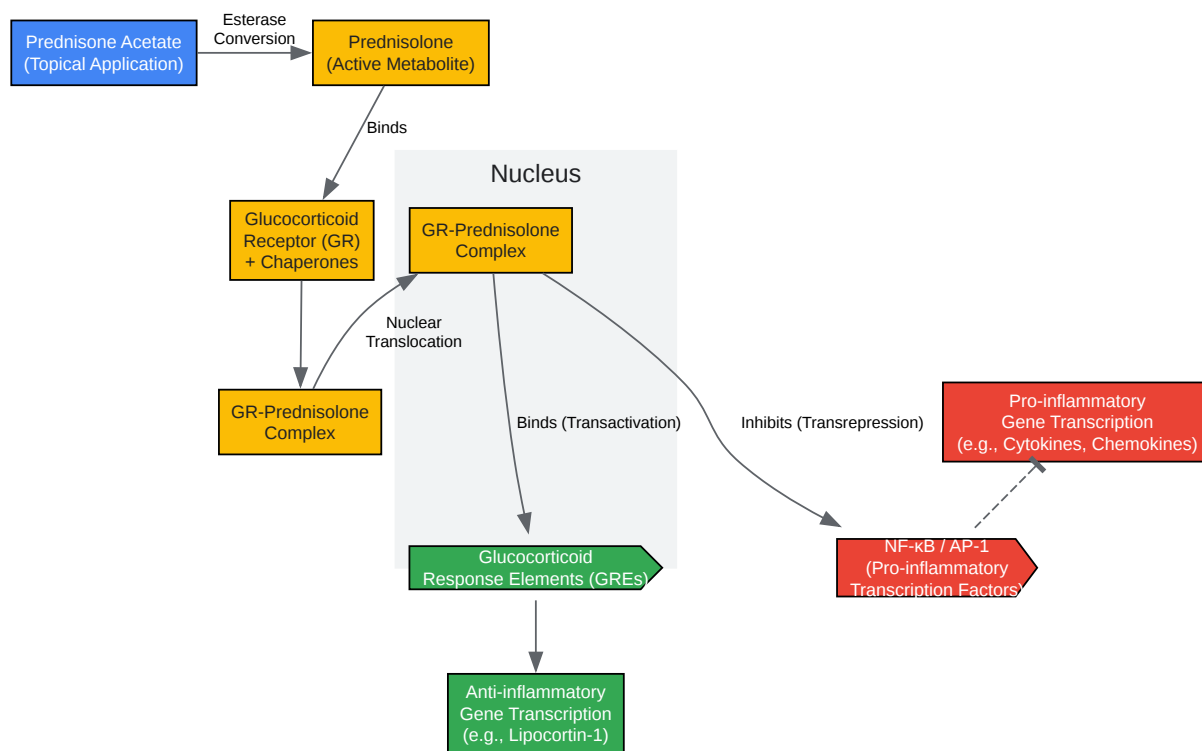 Prednisone Acetate
(Topical Application)
Esterase
Conversion
Prednisolone
(Active Metabolite)
Binds
Nucleus
Glucocorticoid
Receptor (GR)
+ Chaperones
GR-Prednisolone
Complex
Nuclear
Translocation
GR-Prednisolone
Complex
Binds (Transactivation)
Inhibits (Transrepression)
Pro-inflammatory
Gene Transcription
(e.g., Cytokines, Chemokines)
NF-κB / AP-1
(Pro-inflammatory
Transcription Factors)
Glucocorticoid
Response Elements (GREs)
Anti-inflammatory
Gene Transcription
(e.g., Lipocortin-1)